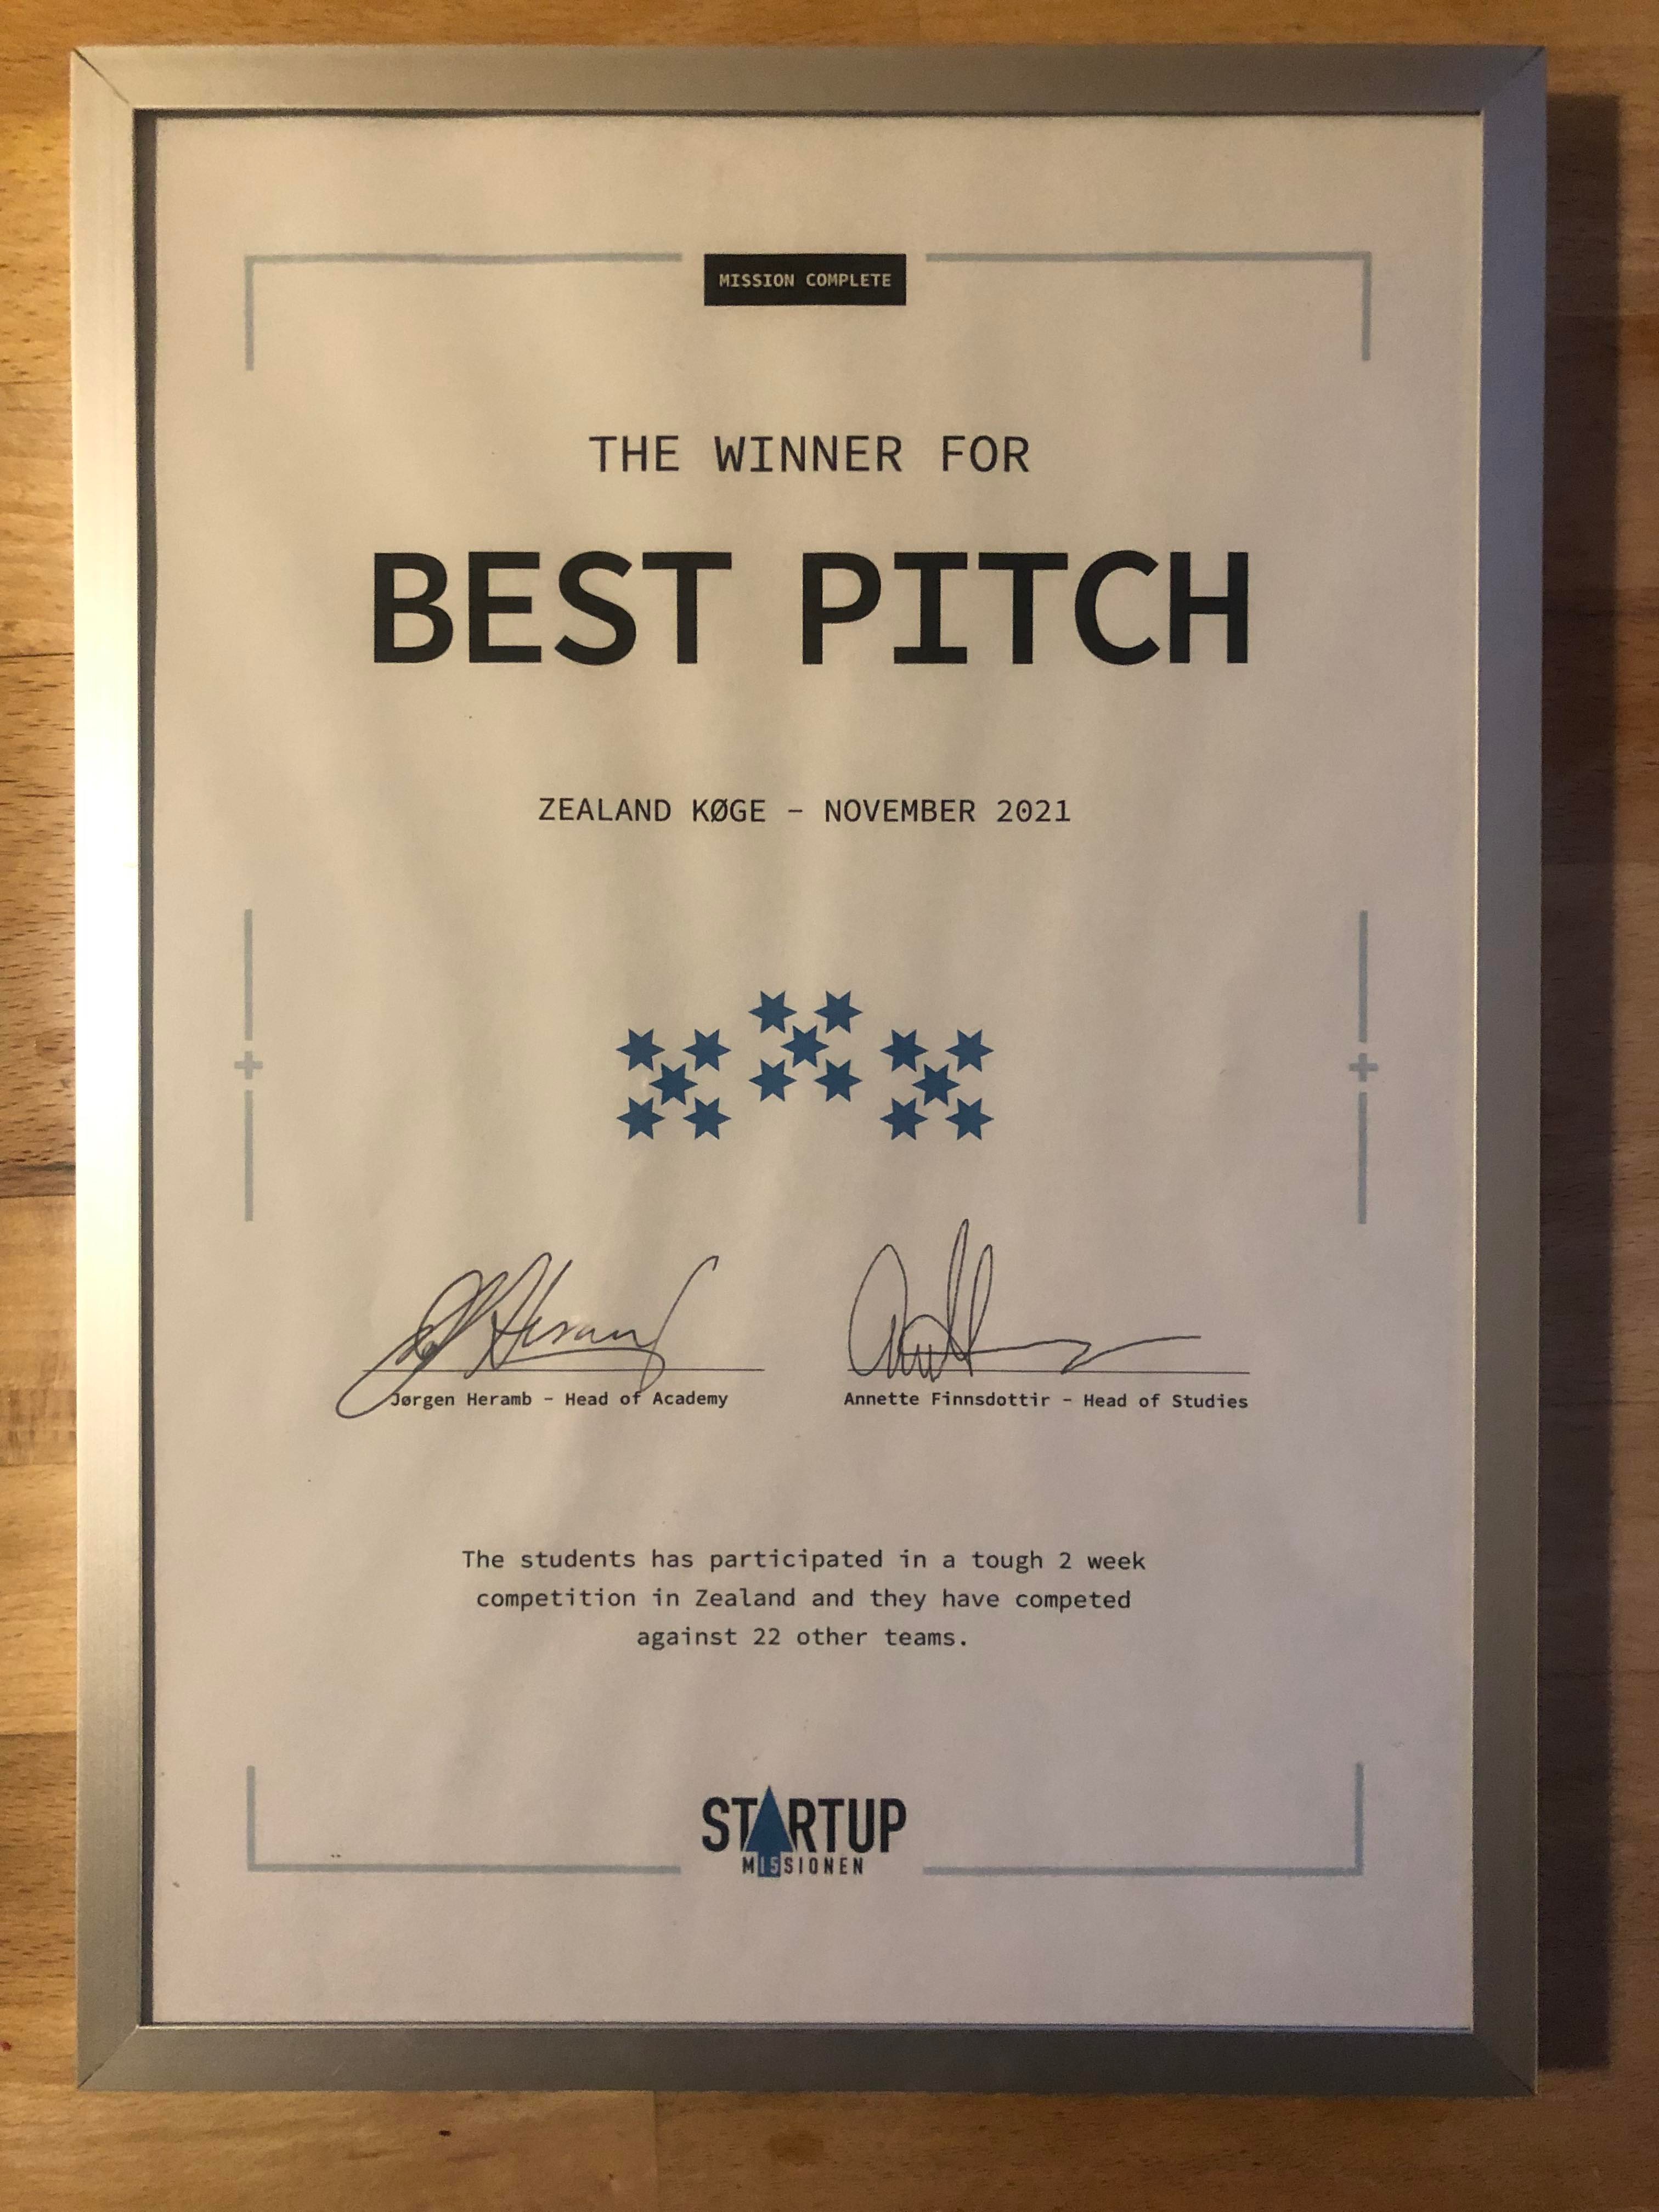 MISSION COMPLETE
THE WINNER FOR
BEST PITCH
ZEALAND KØGE – NOVEMBER 2021
Jørgen Heramb – Head of Academy
Annette Finnsdottir – Head of Studies
The students has participated in a tough 2 week
competition in Zealand and they have competed
against 22 other teams.
STARTUP
MISSIONEN